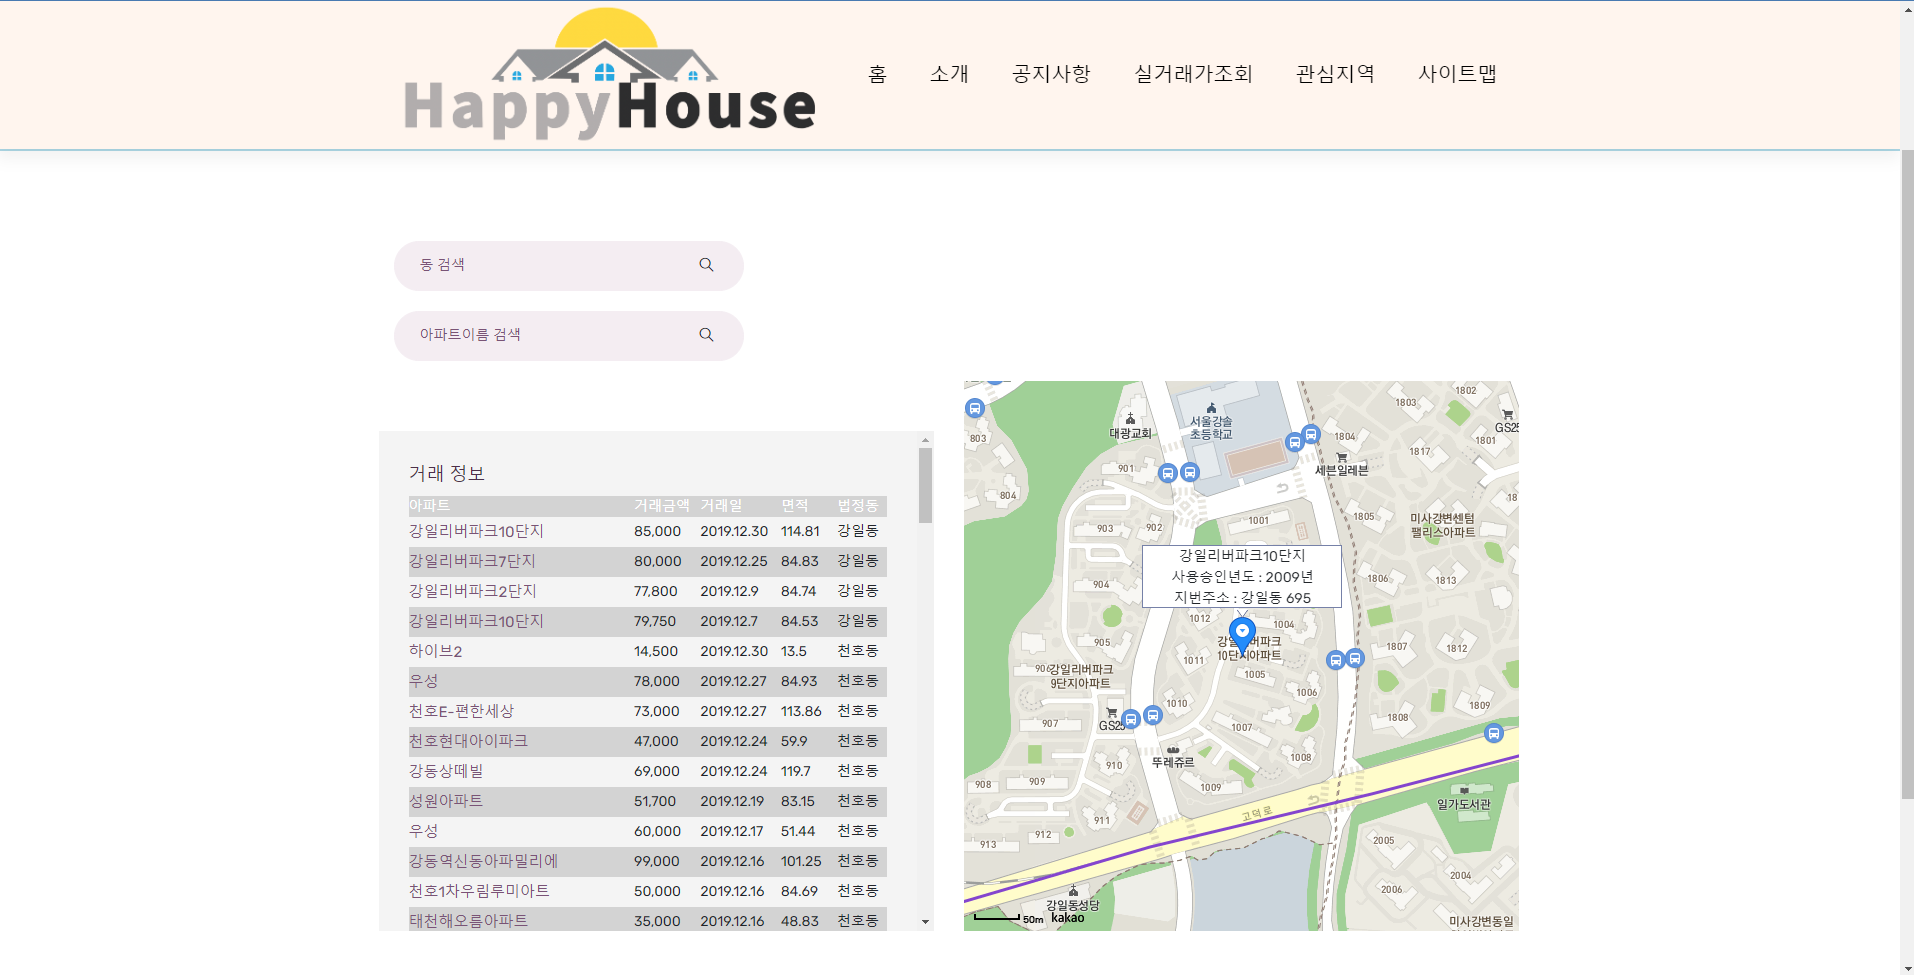 HappyHouse
홈 소개 공지사항 실거래가조회 관심지역 사이트맵
동 검색
아파트이름 검색
거래 정보
아파트 거래금액 거래일 면적 법정동
강일리버파크10단지 85,000 2019.12.30 114.81 강일동
강일리버파크7단지 80,000 2019.12.25 84.83 강일동
강일리버파크2단지 77,800 2019.12.9 84.74 강일동
강일리버파크10단지 79,750 2019.12.7 84.53 강일동
하이브2 14,500 2019.12.30 13.5 천호동
우성 78,000 2019.12.27 84.93 천호동
천호E-편한세상 73,000 2019.12.27 113.86 천호동
천호현대아이파크 47,000 2019.12.24 59.9 천호동
강동상떼빌 69,000 2019.12.24 119.7 천호동
성원아파트 51,700 2019.12.19 83.15 천호동
우성 60,000 2019.12.17 51.44 천호동
강동역신동아파밀리에 99,000 2019.12.16 101.25 천호동
천호1차우림루미아트 50,000 2019.12.16 84.69 천호동
태천해오름아파트 35,000 2019.12.16 48.83 천호동
1802
1803
GS25
803
대광교회
서울강솔
초등학교
1804
1801
1817
901
세븐일레븐
804
18
1805
미사강변센텀
팰리스아파트
903
902
1001
강일리버파크10단지
사용승인년도 : 2009년
지번주소 : 강일동 695
904
1806
1813
1012
1004
905
강일리버파크
10단지아파트
1807
1812
906
강일리버파크
9단지아파트
1011
1005
1006
1010
1809
907
GS25
1007
1808
뚜레쥬르
1008
910
908
909
1009
일가도서관
고덕로
911
912
913
2005
2004
2006
강일동성당
50m
kakao
미사강변동일